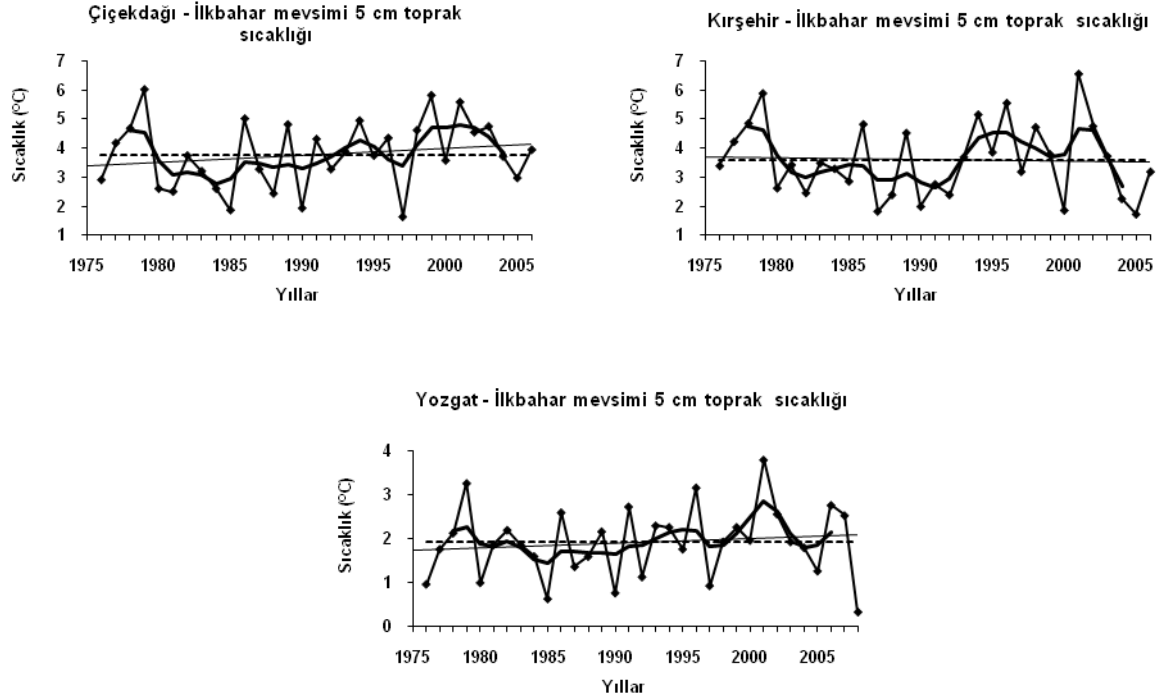 Çiçekdağı - İlkbahar mevsimi 5 cm toprak
sıcaklığı
Sıcaklık (°C)
7
6
5
4
3
2
1
1975 1980 1985 1990 1995 2000 2005
Yıllar
Kırşehir - İlkbahar mevsimi 5 cm toprak sıcaklığı
Sıcaklık (°C)
7
6
5
4
3
2
1
1975 1980 1985 1990 1995 2000 2005
Yıllar
Yozgat - İlkbahar mevsimi 5 cm toprak sıcaklığı
Sıcaklık (°C)
4
3
2
1
0
1975 1980 1985 1990 1995 2000 2005
Yıllar